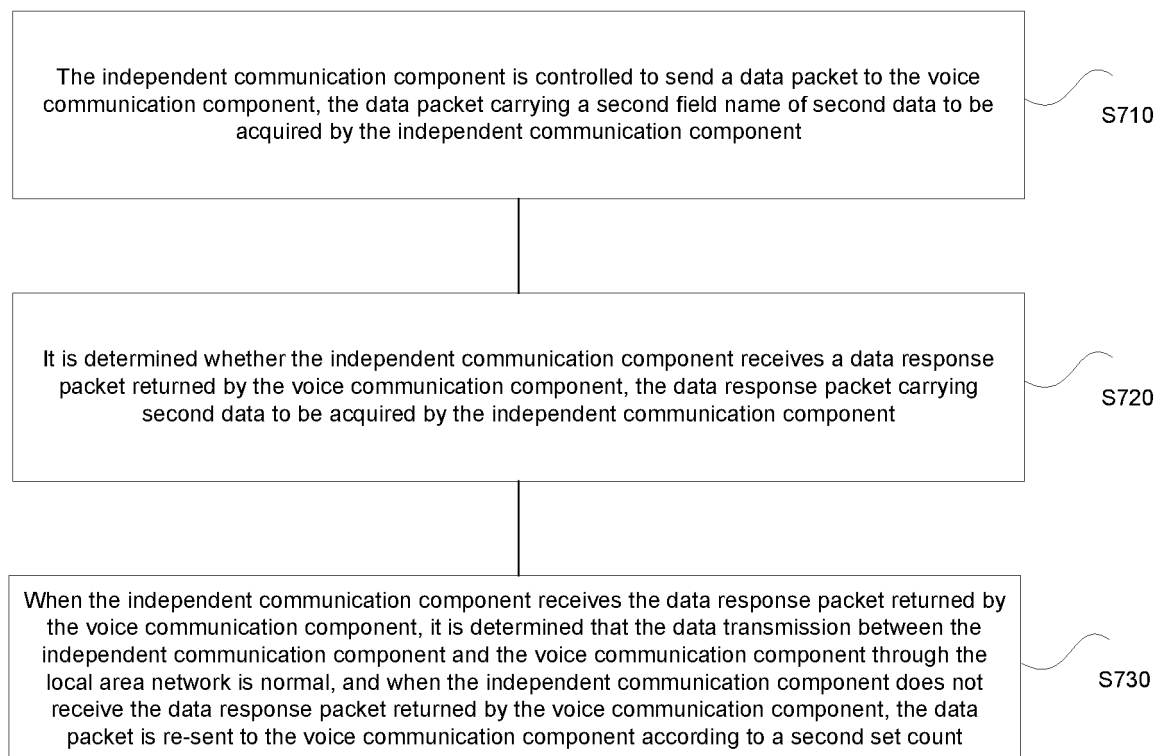 The independent communication component is controlled to send a data packet to the voice
communication component, the data packet carrying a second field name of second data to be
acquired by the independent communication component
S710
It is determined whether the independent communication component receives a data response
packet returned by the voice communication component, the data response packet carrying
second data to be acquired by the independent communication component
S720
When the independent communication component receives the data response packet returned by
the voice communication component, it is determined that the data transmission between the
independent communication component and the voice communication component through the
local area network is normal, and when the independent communication component does not
receive the data response packet returned by the voice communication component, the data
packet is re-sent to the voice communication component according to a second set count
S730